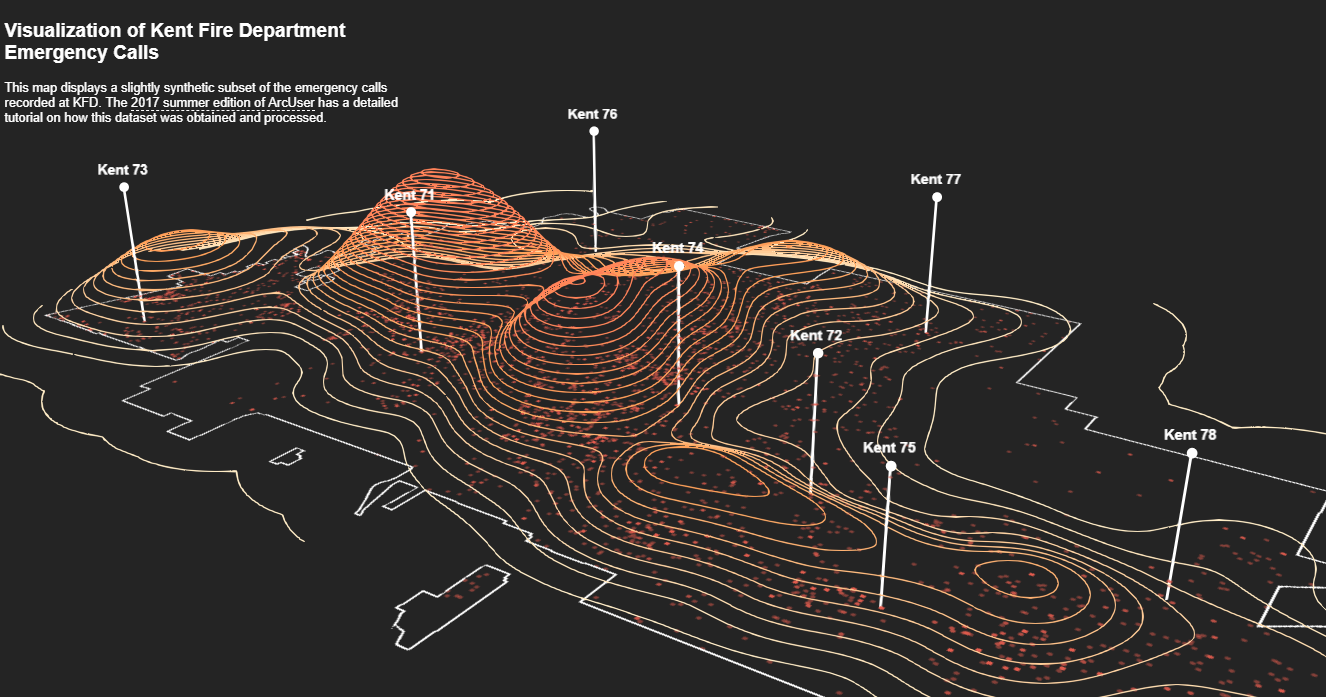 Visualization of Kent Fire Department
Emergency Calls
This map displays a slightly synthetic subset of the emergency calls
recorded at KFD. The 2017 summer edition of ArcUser has a detailed
tutorial on how this dataset was obtained and processed.
Kent 76
Kent 73
Kent 77
Kent 71
Kent 74
Kent 72
Kent 78
Kent 75